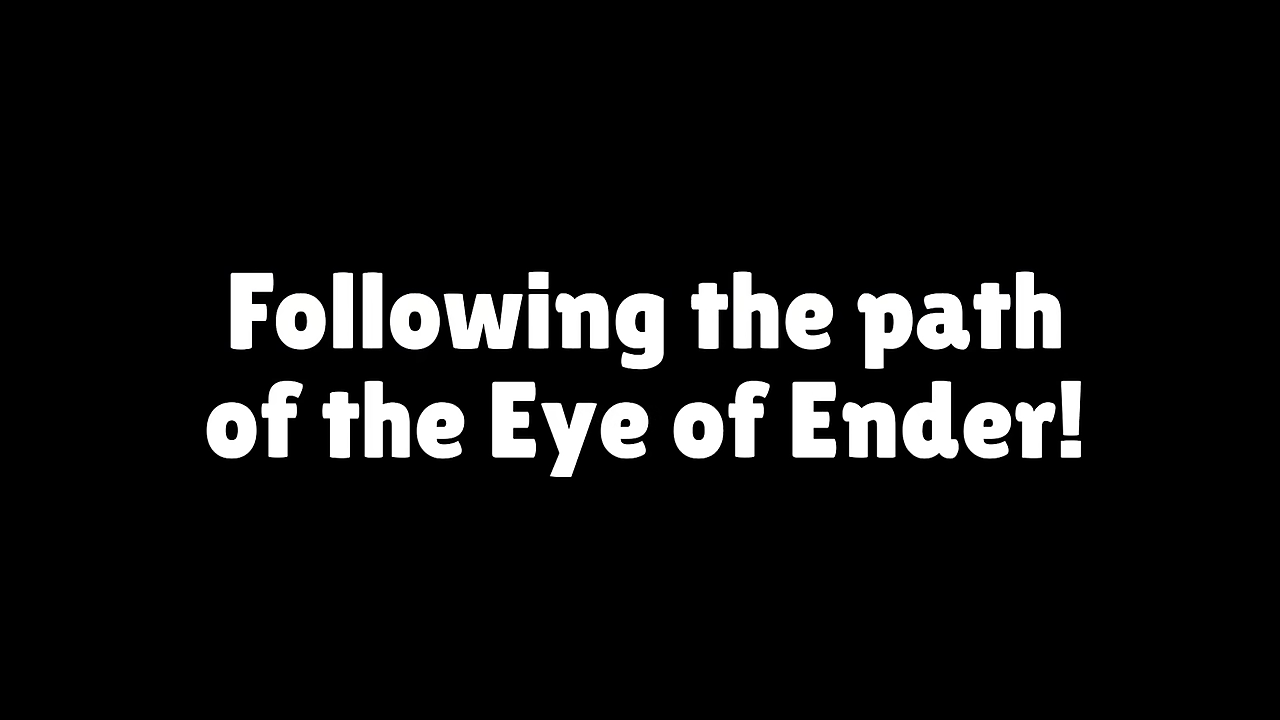 Following the path
of the Eye of Ender!